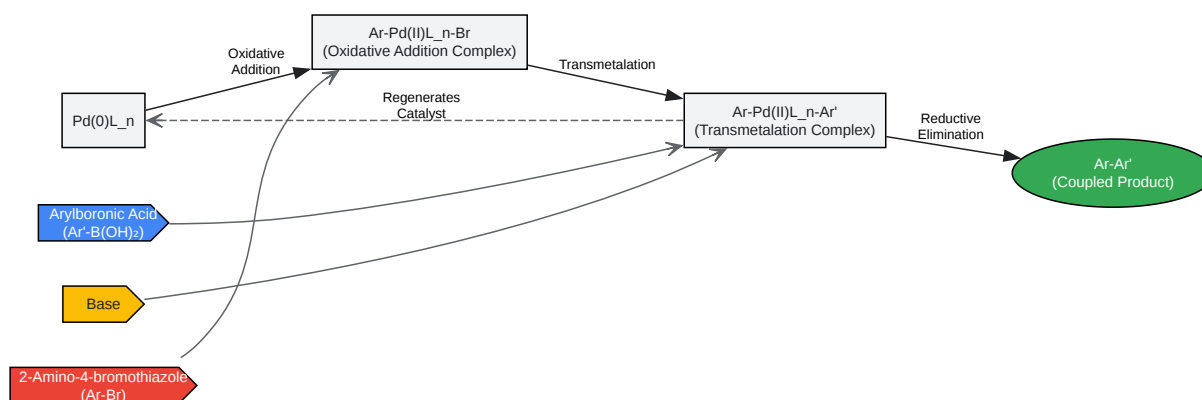 Ar-Pd(II)L_n-Br
(Oxidative Addition Complex)
Oxidative
Addition
Transmetalation
Pd(0)L_n
Regenerates
Catalyst
Ar-Pd(II)L_n-Ar'
(Transmetalation Complex)
Reductive
Elimination
Ar-Ar'
(Coupled Product)
Arylboronic Acid
(Ar'-B(OH)₂)
Base
2-Amino-4-bromothiazole
(Ar-Br)